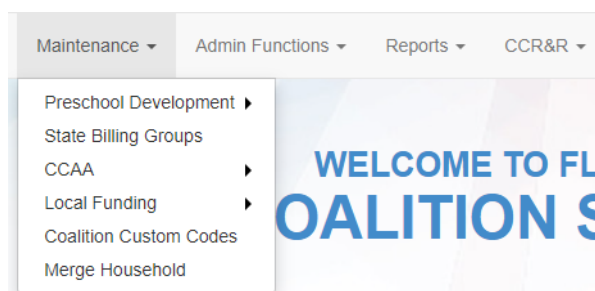 Maintenance Admin Functions Reports CCR&R
Preschool Development
State Billing Groups
CCAA
Local Funding
Coalition Custom Codes
Merge Household
WELCOME TO FL
OALITION S